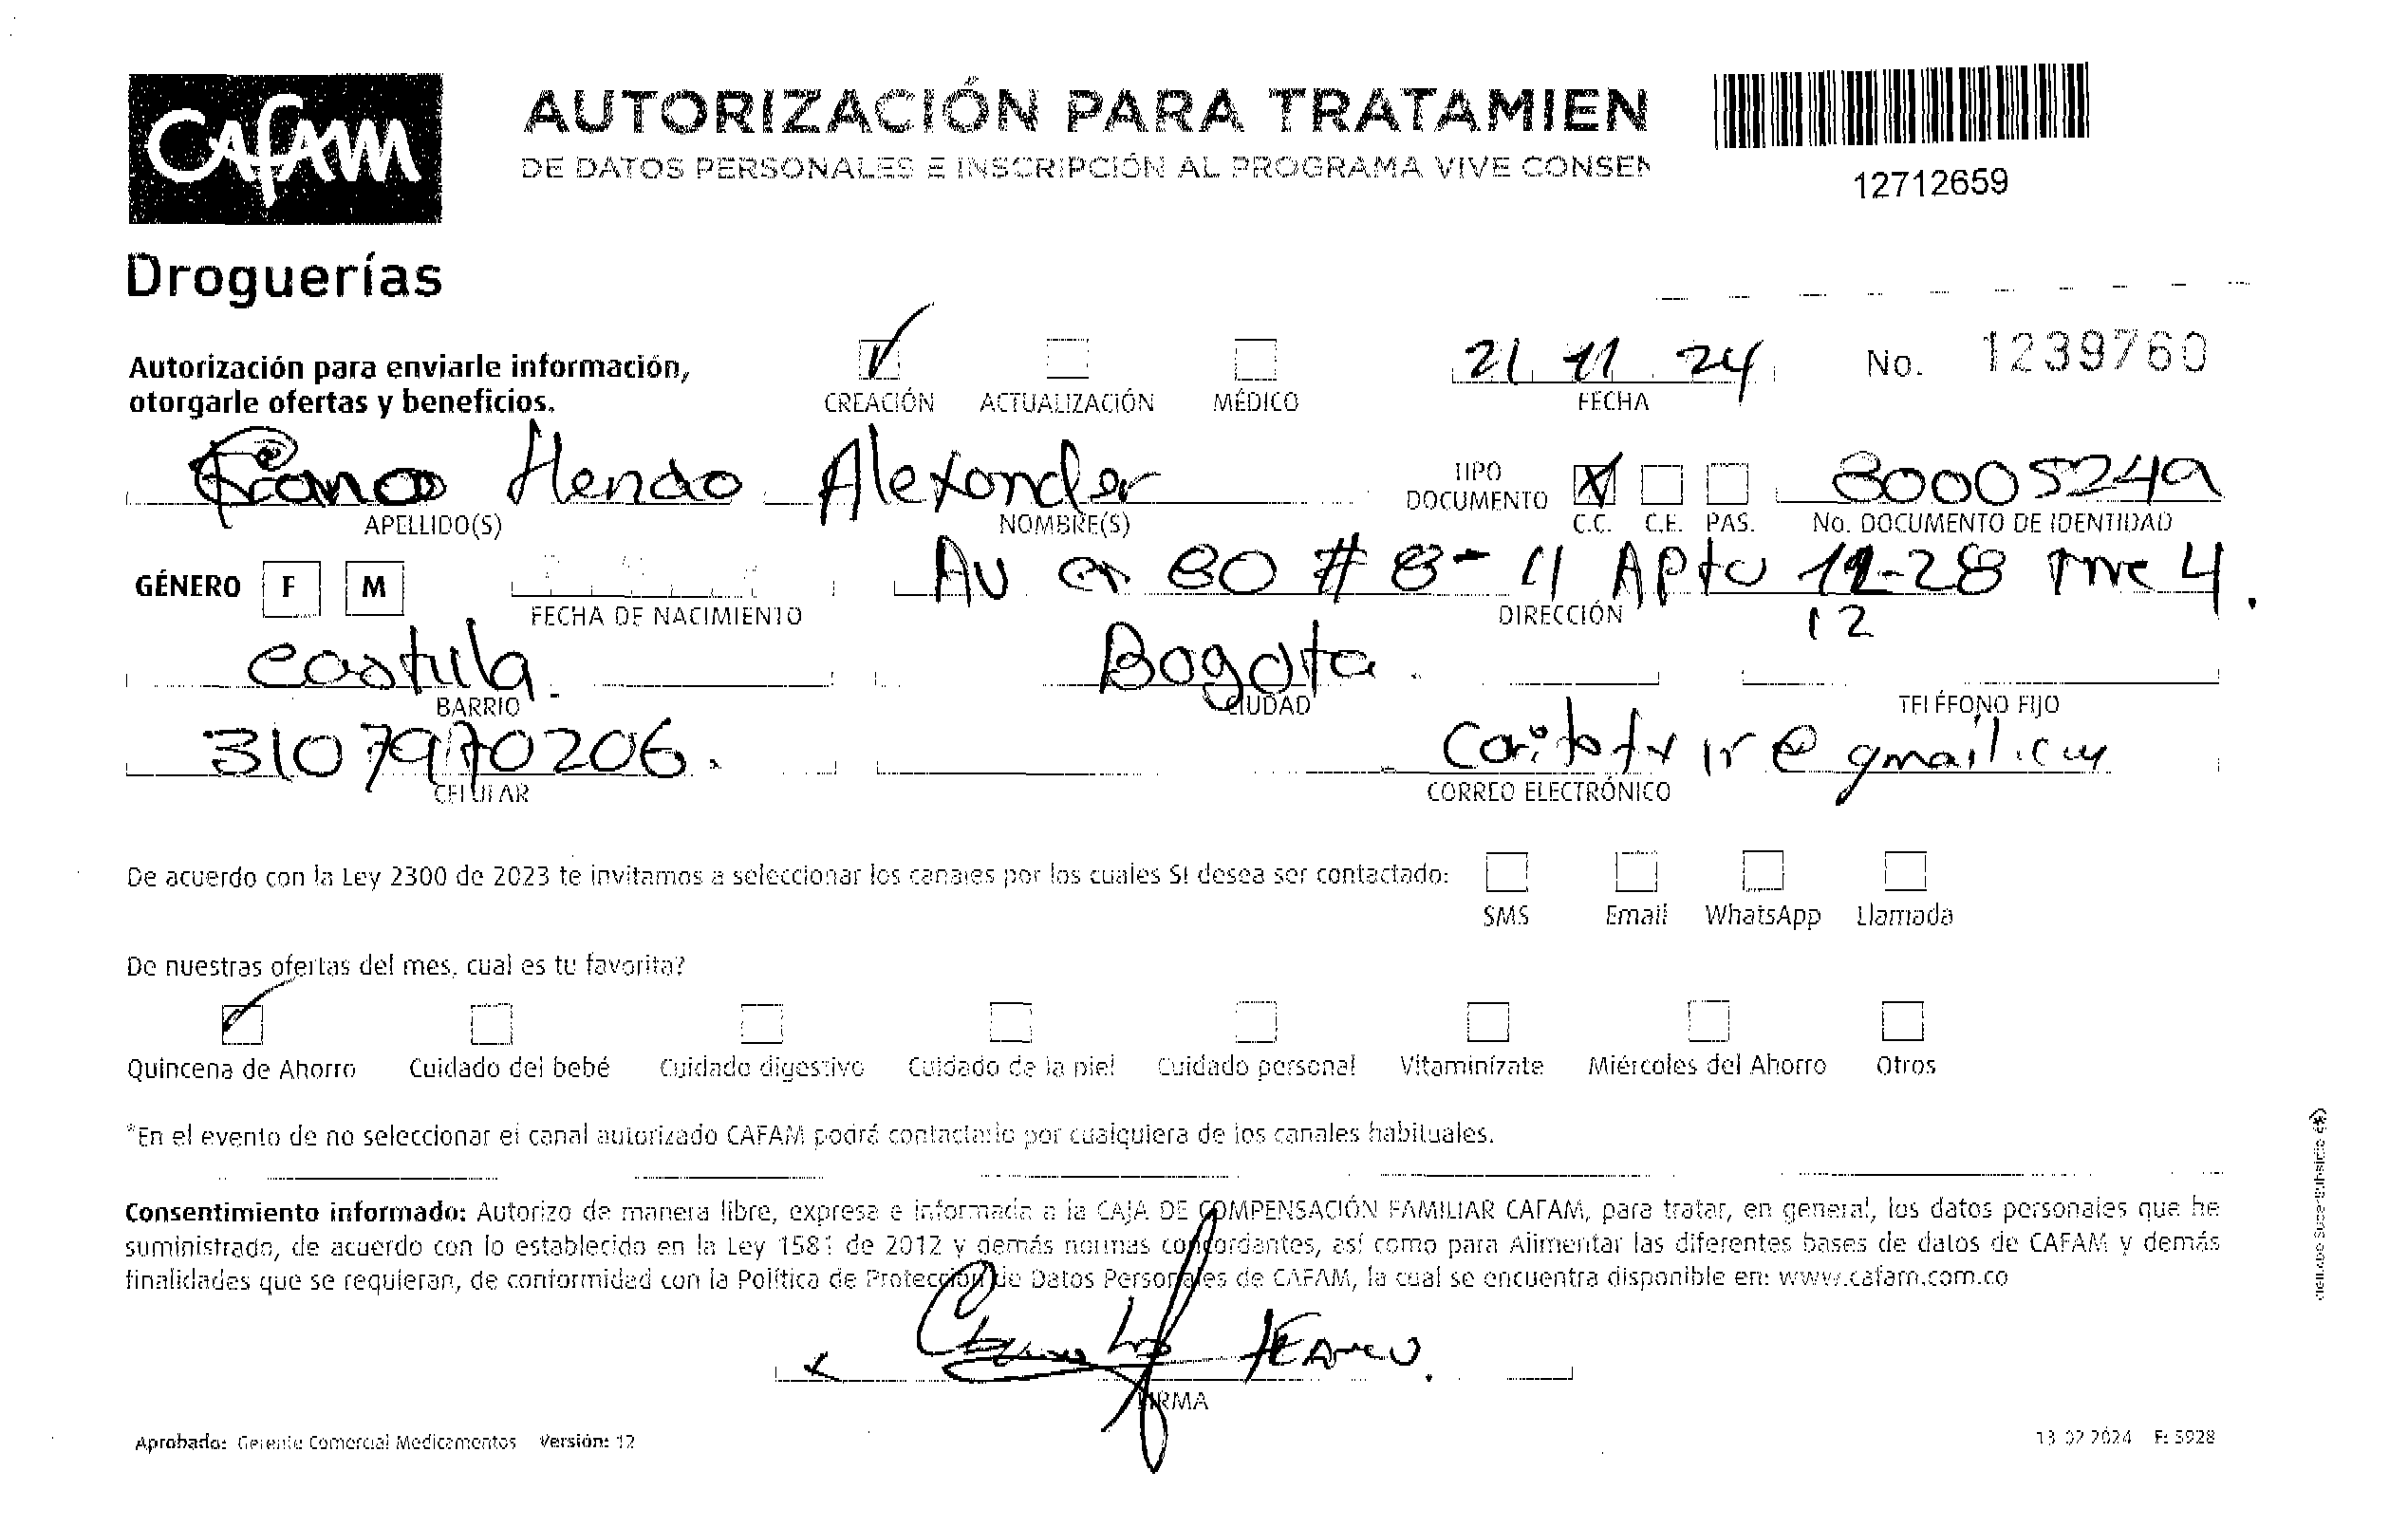 CAFAM
AUTORIZACIÓN PARA TRATAMIEN
DE DATOS PERSONALES E INSCRIPCIÓN AL PROGRAMA VIVE CONSEN
12712659
Droguerías
Autorización para enviarle información,
otorgarle ofertas y beneficios.
CREACIÓN ACTUALIZACIÓN MÉDICO
21 11 24
FECHA
No. 1239760
Franco Henao Alexander
APELLIDO(S) NOMBRE(S)
TIPO DOCUMENTO C.C. C.E. PAS.
80005249
No. DOCUMENTO DE IDENTIDAD
GÉNERO F M
FECHA DE NACIMIENTO
Av cr 80 # 8-11 Apto 12-28 4.
12
DIRECCIÓN
Castilla. Bogota.
BARRIO CIUDAD TELÉFONO FIJO
3107970206. @gmail.com
CELULAR CORREO ELECTRÓNICO
De acuerdo con la Ley 2300 de 2023 te invitamos a seleccionar los canales por los cuales SI desea ser contactado:
SMS Email WhatsApp Llamada
De nuestras ofertas del mes, cual es tu favorita?
Quincena de Ahorro Cuidado del bebé Cuidado digestivo Cuidado de la piel Cuidado personal Vitaminízate Miércoles del Ahorro Otros
*En el evento de no seleccionar el canal autorizado CAFAM podrá contactarlo por cualquiera de los canales habituales.
Consentimiento informado: Autorizo de manera libre, expresa e informada a la CAJA DE COMPENSACIÓN FAMILIAR CAFAM, para tratar, en general, los datos personales que he
suministrado, de acuerdo con lo establecido en la Ley 1581 de 2012 y demás normas concordantes, así como para Alimentar las diferentes bases de datos de CAFAM y demás
finalidades que se requieran, de conformidad con la Política de Protección de Datos Personales de CAFAM, la cual se encuentra disponible en: www.cafam.com.co
FIRMA
Aprobado: Gerente Comercial Medicamentos Versión: 12
13 02 2024 F: 5928